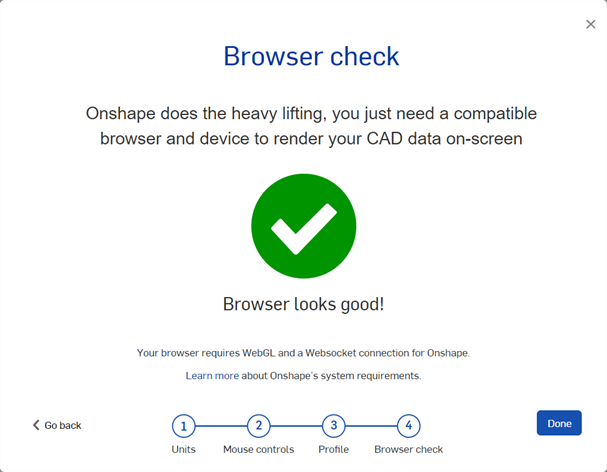 Browser check
Onshape does the heavy lifting, you just need a compatible
browser and device to render your CAD data on-screen
Browser looks good!
Your browser requires WebGL and a Websocket connection for Onshape.
Learn more about Onshape's system requirements.
Go back
1 2 3 4
Units Mouse controls Profile Browser check
Done